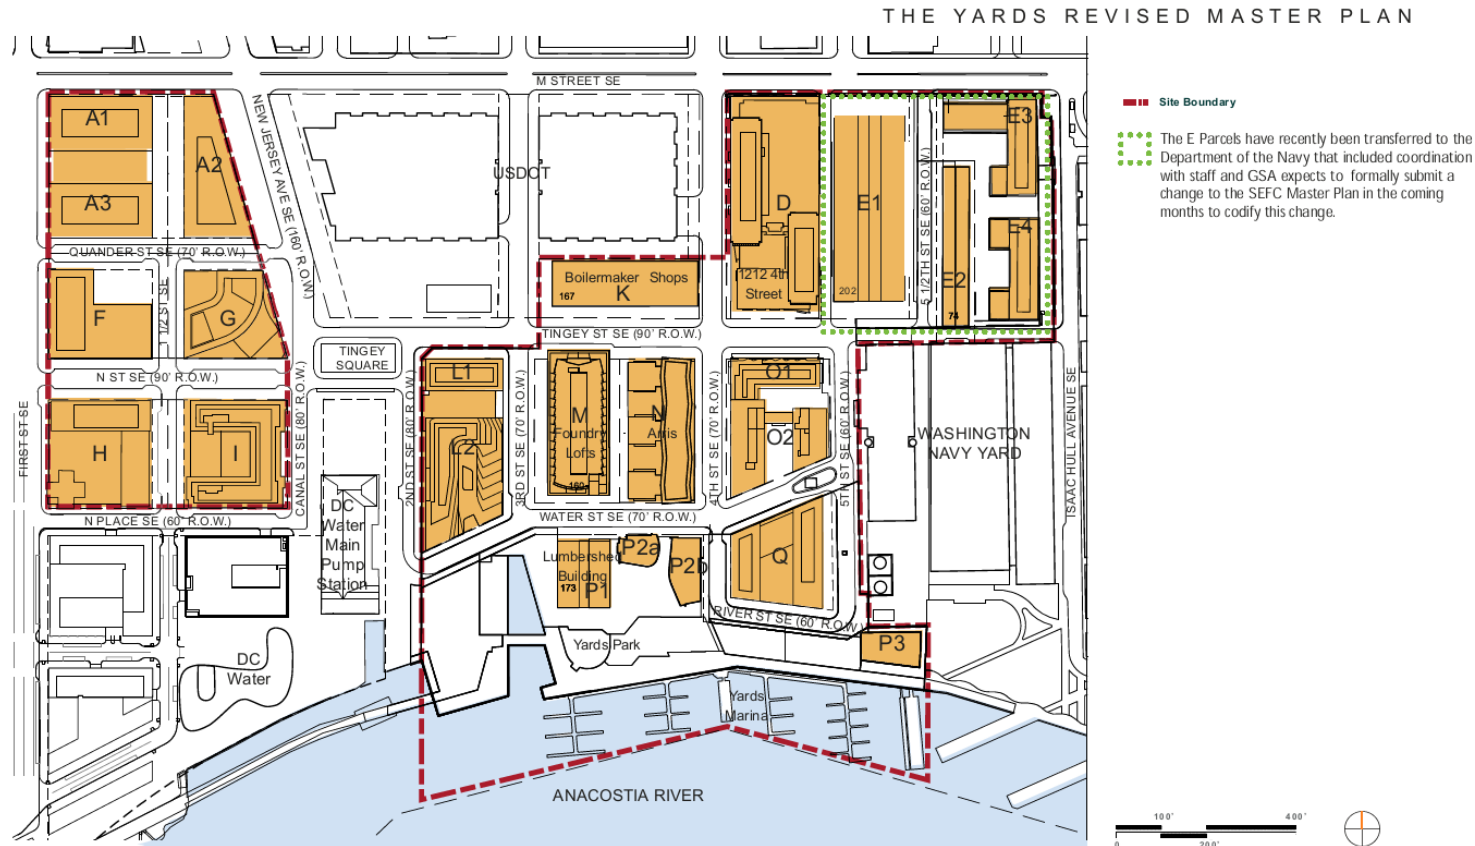 THE YARDS REVISED MASTER PLAN
M STREET SE
Site Boundary
The E Parcels have recently been transferred to the
Department of the Navy that included coordination
with staff and GSA expects to formally submit a
change to the SEFC Master Plan in the coming
months to codify this change.
A1
A2
A3
NEW JERSEY AVE SE (160' R.O.W.)
USDOT
D
1212 4th
Street
E1
202
5 1/2TH ST SE (60' R.O.W.)
E2
74
E3
E4
QUANDER ST SE (70' R.O.W.)
Boilermaker Shops
167
K
F
1/2 ST SE
G
TINGEY ST SE (90' R.O.W.)
TINGEY
SQUARE
N ST SE (90' R.O.W.)
L1
L2
M
Foundry
Lofts
160
N
Arris
O1
O2
FIRST ST SE
H
I
CANAL ST SE (80' R.O.W.)
2ND ST SE (80' R.O.W.)
3RD ST SE (70' R.O.W.)
4TH ST SE (70' R.O.W.)
5TH ST SE (60' R.O.W.)
WASHINGTON
NAVY YARD
ISAAC HULL AVENUE SE
N PLACE SE (60' R.O.W.)
WATER ST SE (70' R.O.W.)
DC
Water
Main
Pump
Station
Lumbershed
Building
173
P1
P2a
P2b
Q
RIVER ST SE (60' R.O.W.)
P3
Yards Park
DC
Water
Yards
Marina
ANACOSTIA RIVER
100'
400'
0
200'